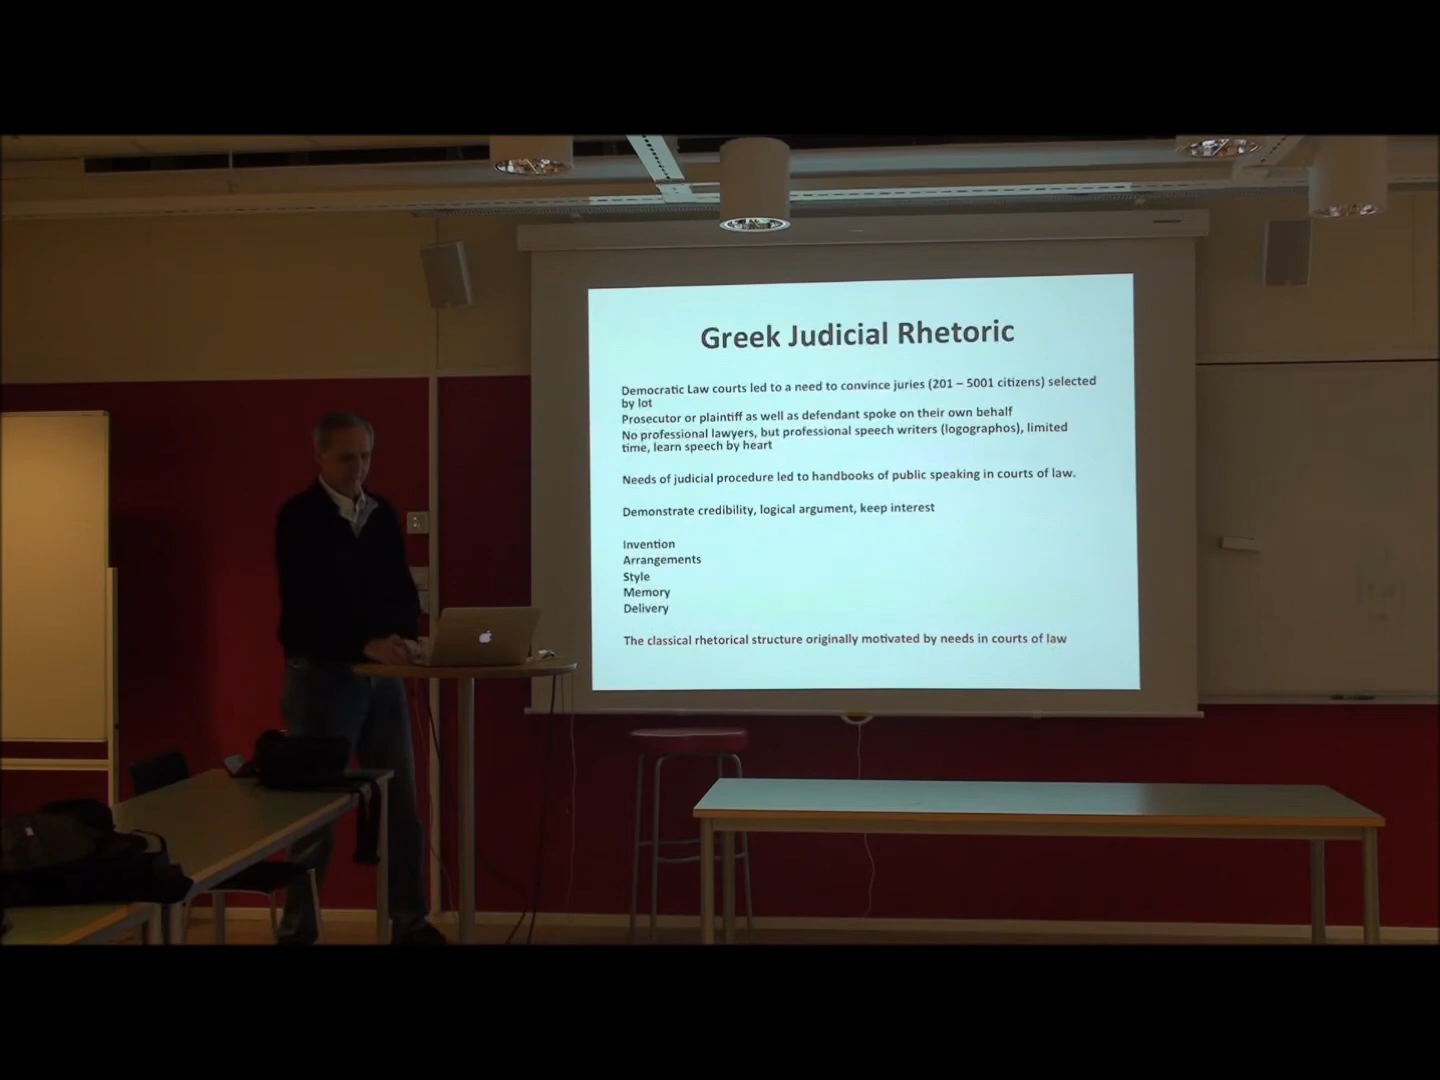 Greek Judicial Rhetoric
Democratic Law courts led to a need to convince juries (201 – 5001 citizens) selected
by lot
Prosecutor or plaintiff as well as defendant spoke on their own behalf
No professional lawyers, but professional speech writers (logographos), limited
time, learn speech by heart
Needs of judicial procedure led to handbooks of public speaking in courts of law.
Demonstrate credibility, logical argument, keep interest
Invention
Arrangements
Style
Memory
Delivery
The classical rhetorical structure originally motivated by needs in courts of law